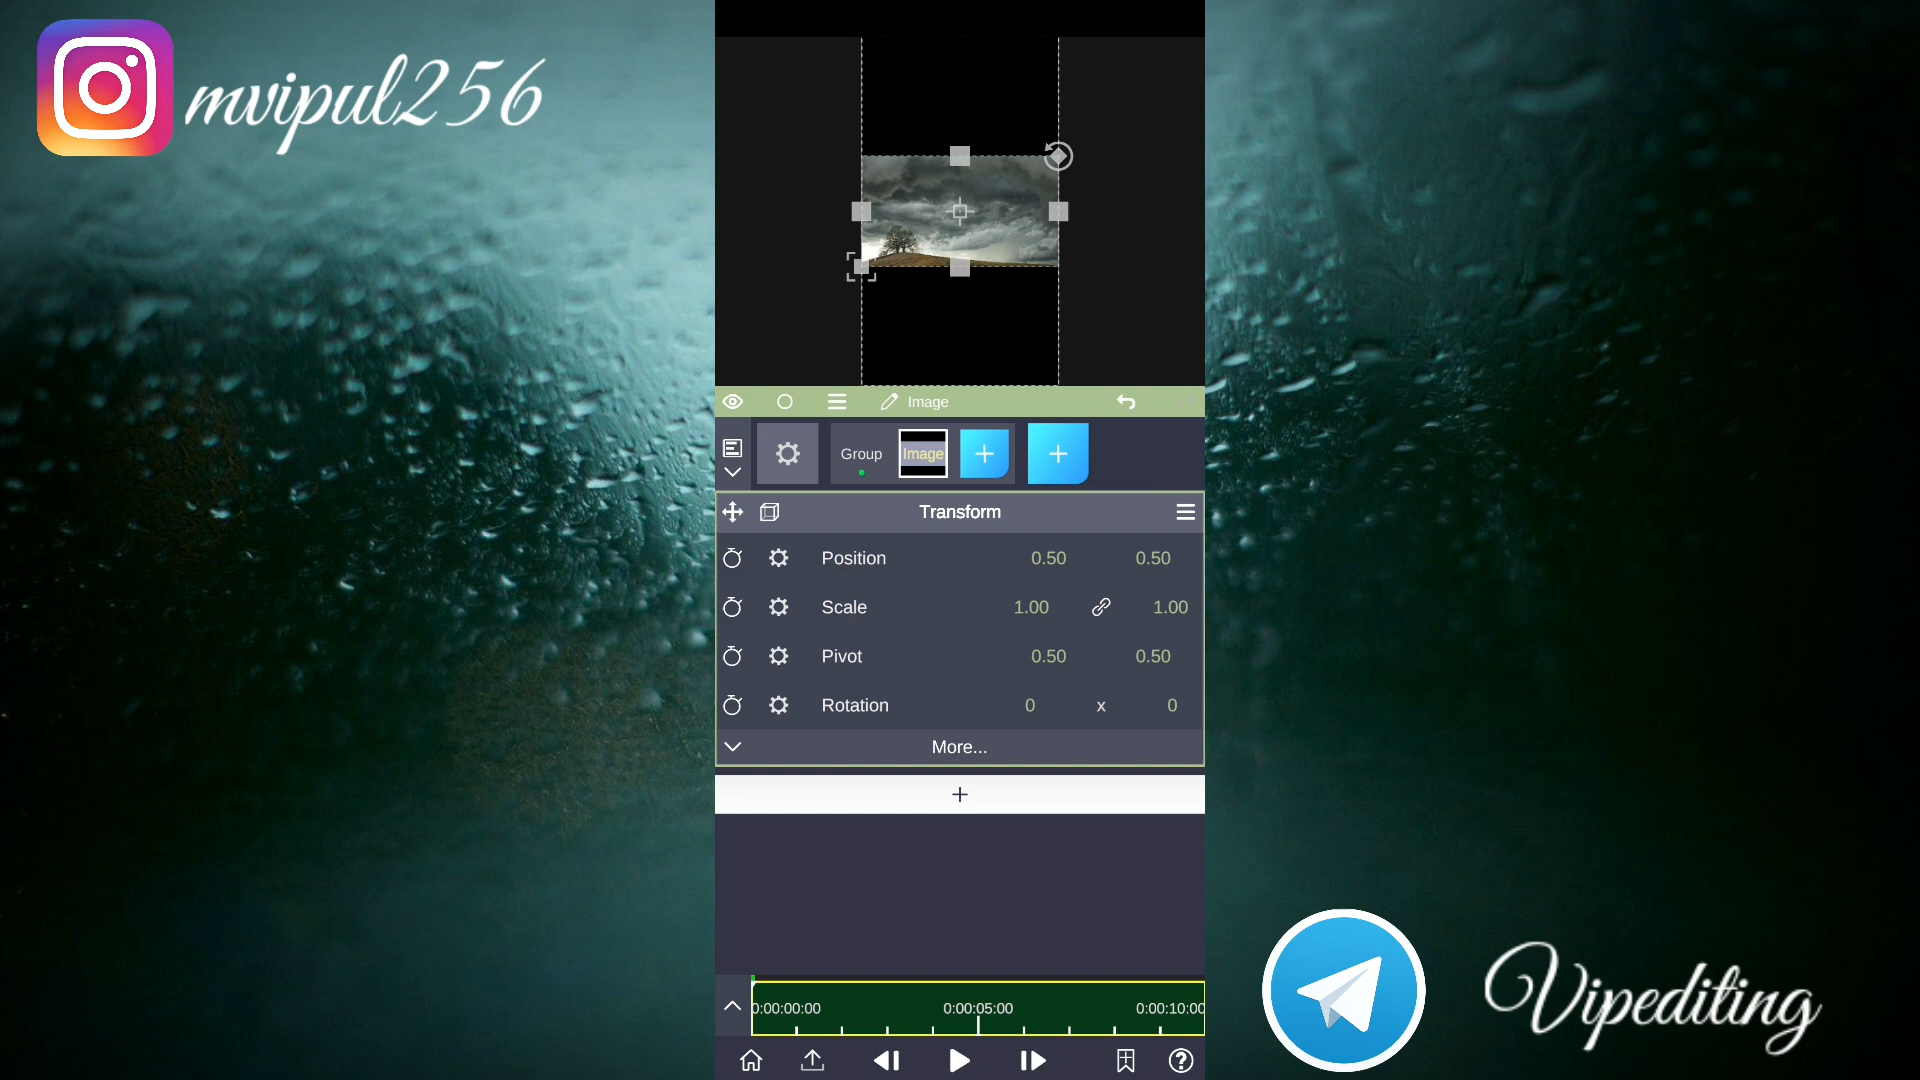 mvipul256
Image
Group
Image
Transform
Position 0.50 0.50
Scale 1.00 1.00
Pivot 0.50 0.50
Rotation 0 x 0
More...
0:00:00:00 0:00:05:00 0:00:10:00
Vipediting